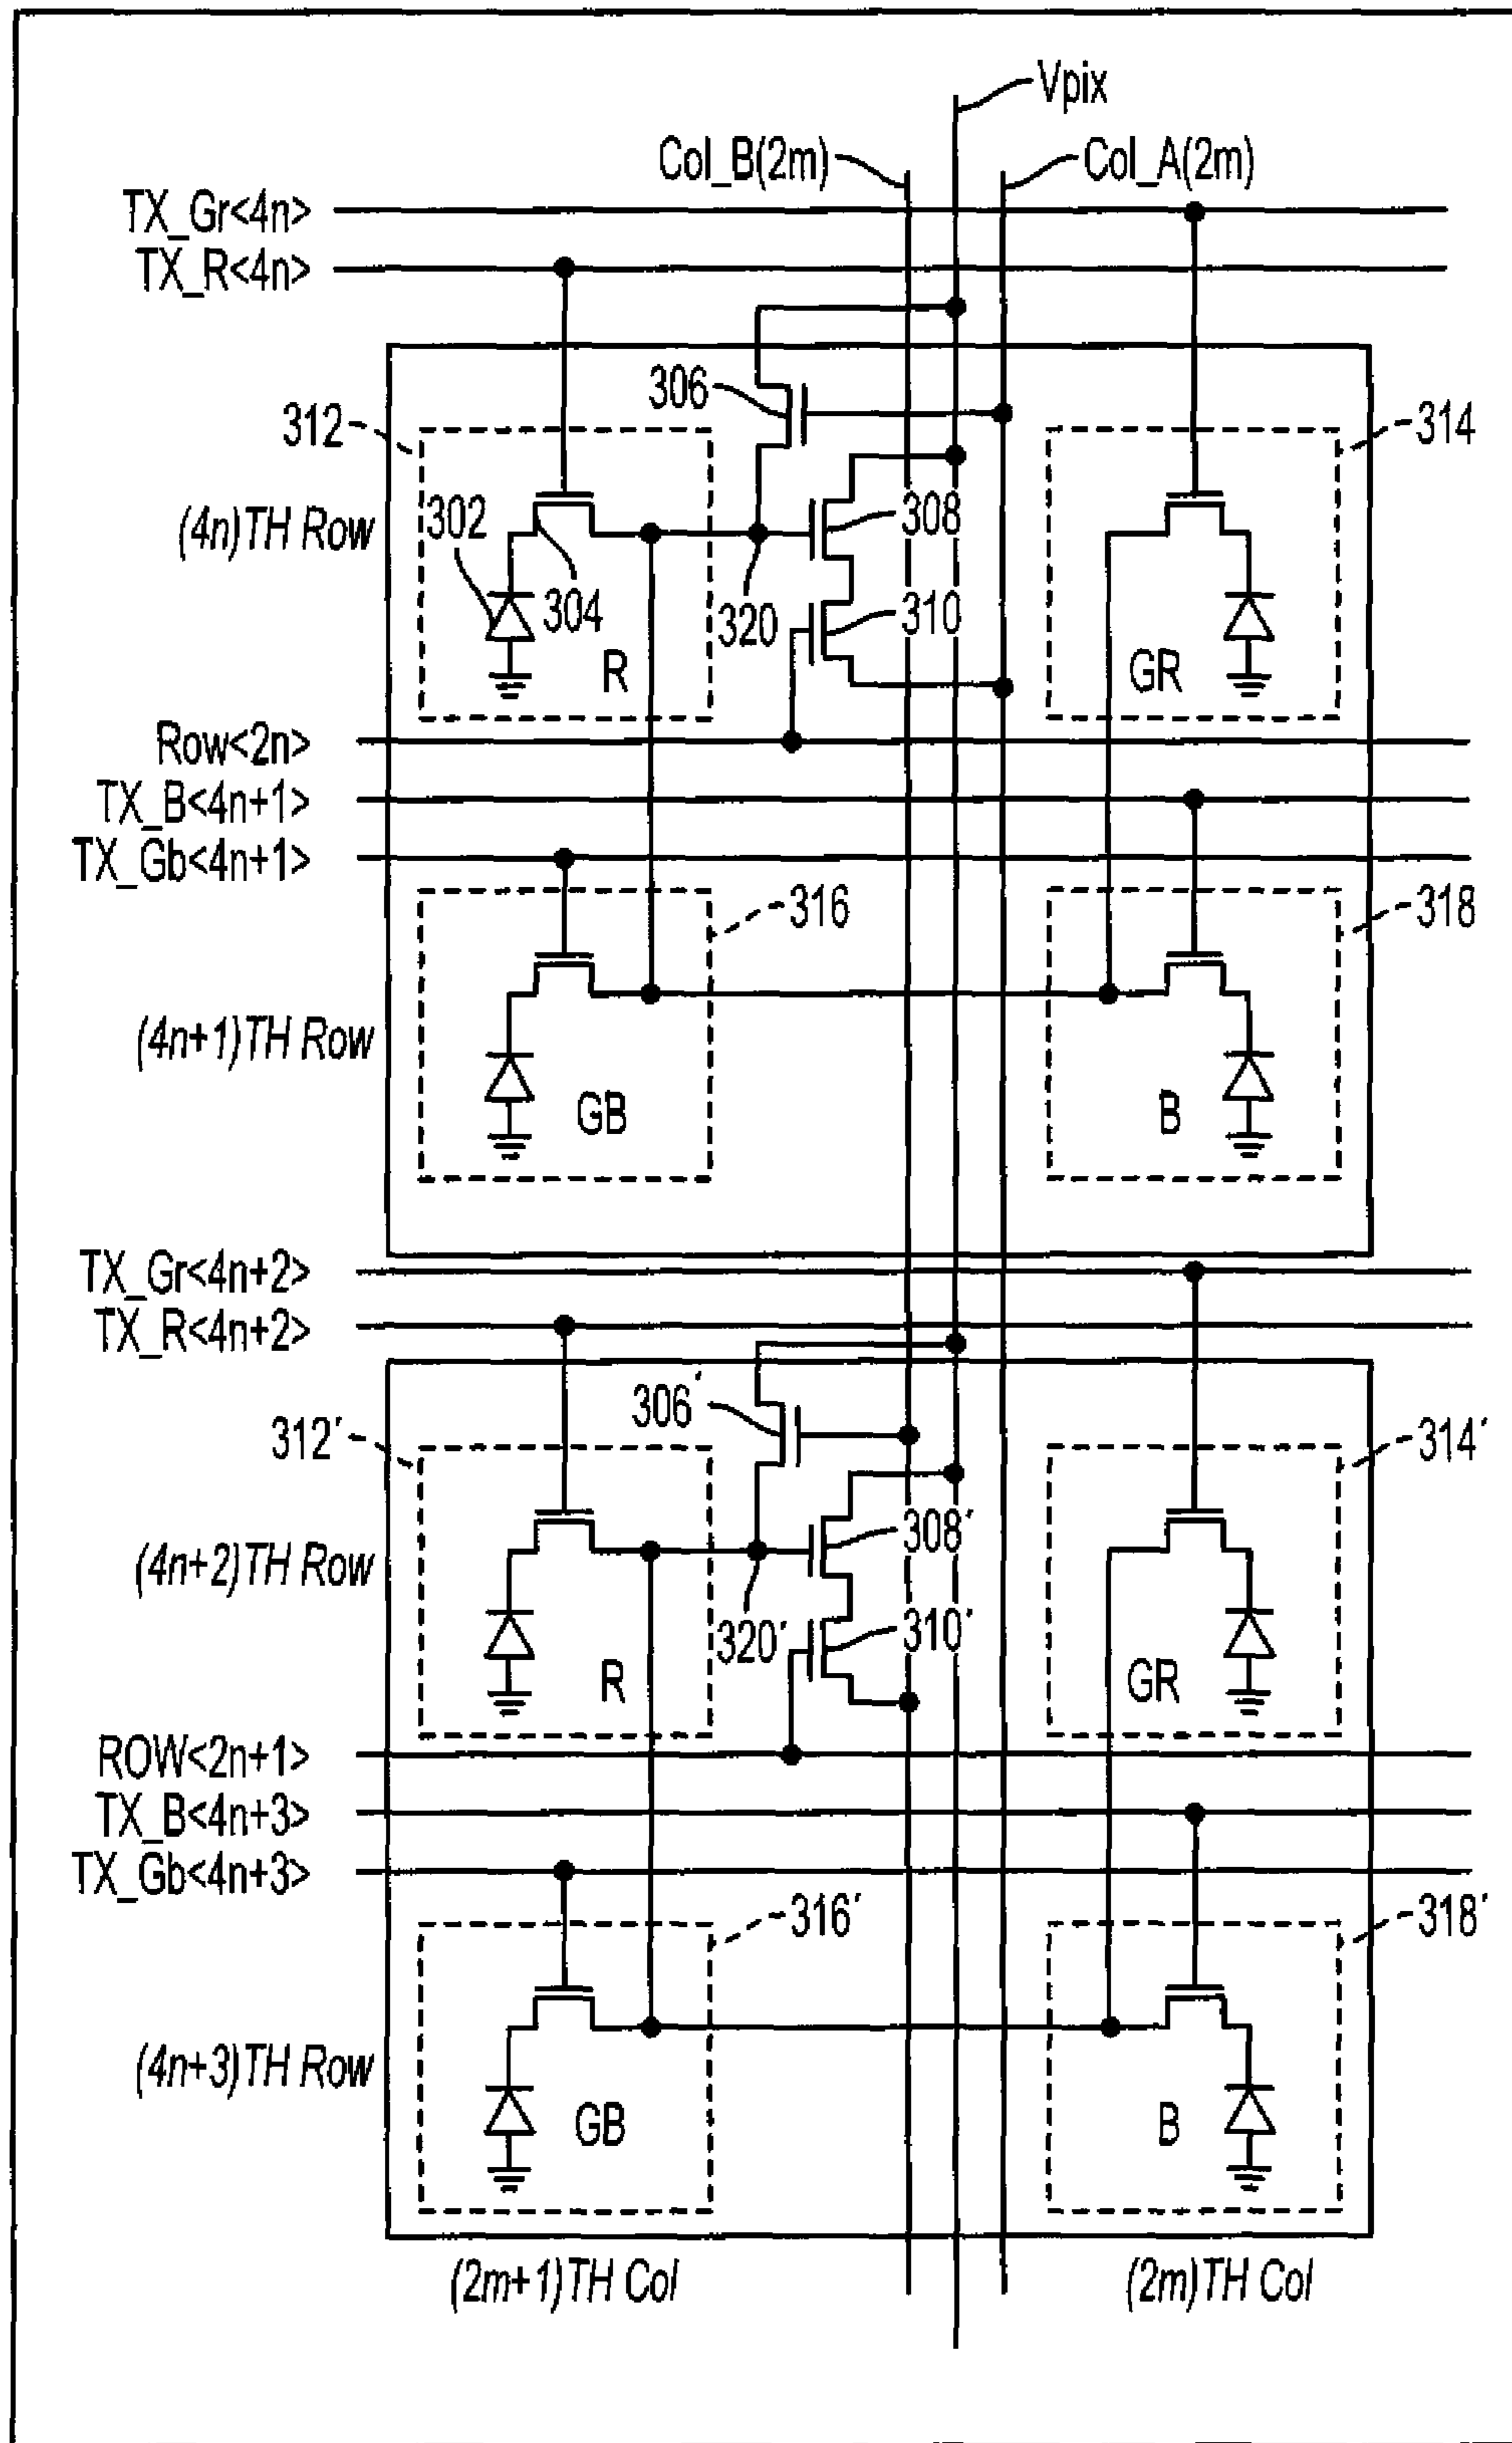 Vpix
Col_B(2m)
Col_A(2m)
TX_Gr<4n>
TX_R<4n>
306
312
314
(4n)TH Row
302
308
304
320
310
R
GR
Row<2n>
TX_B<4n+1>
TX_Gb<4n+1>
316
318
(4n+1)TH Row
GB
B
TX_Gr<4n+2>
TX_R<4n+2>
306′
312′
314′
308′
(4n+2)TH Row
320′
310′
R
GR
ROW<2n+1>
TX_B<4n+3>
TX_Gb<4n+3>
316′
318′
(4n+3)TH Row
GB
B
(2m+1)TH Col
(2m)TH Col